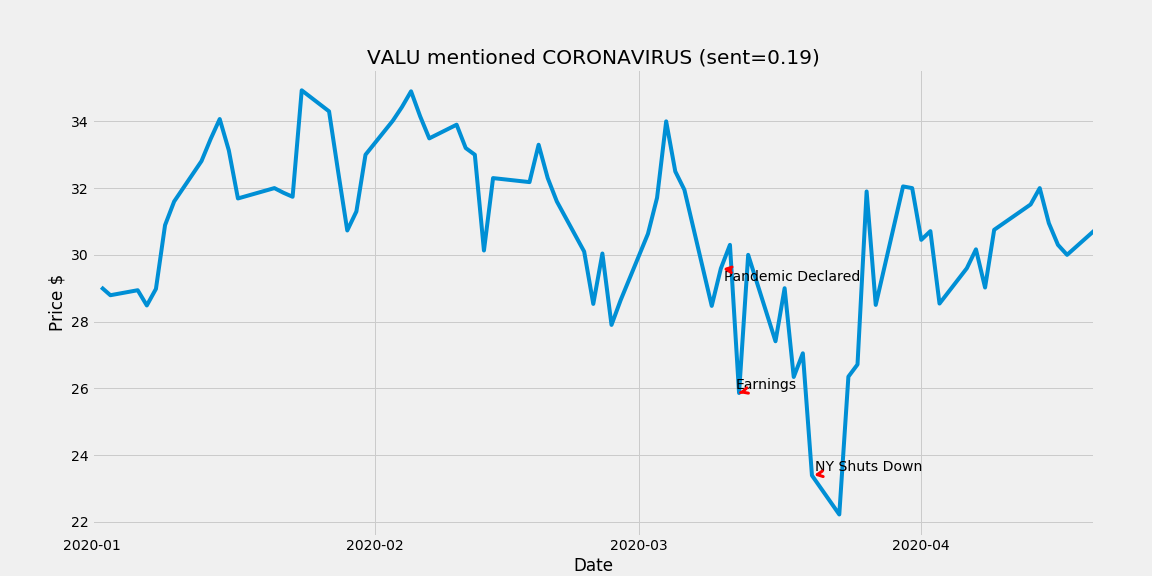 VALU mentioned CORONAVIRUS (sent=0.19)
Price $
34
32
30
28
26
24
22
Pandemic Declared
Earnings
NY Shuts Down
2020-01
2020-02
2020-03
2020-04
Date